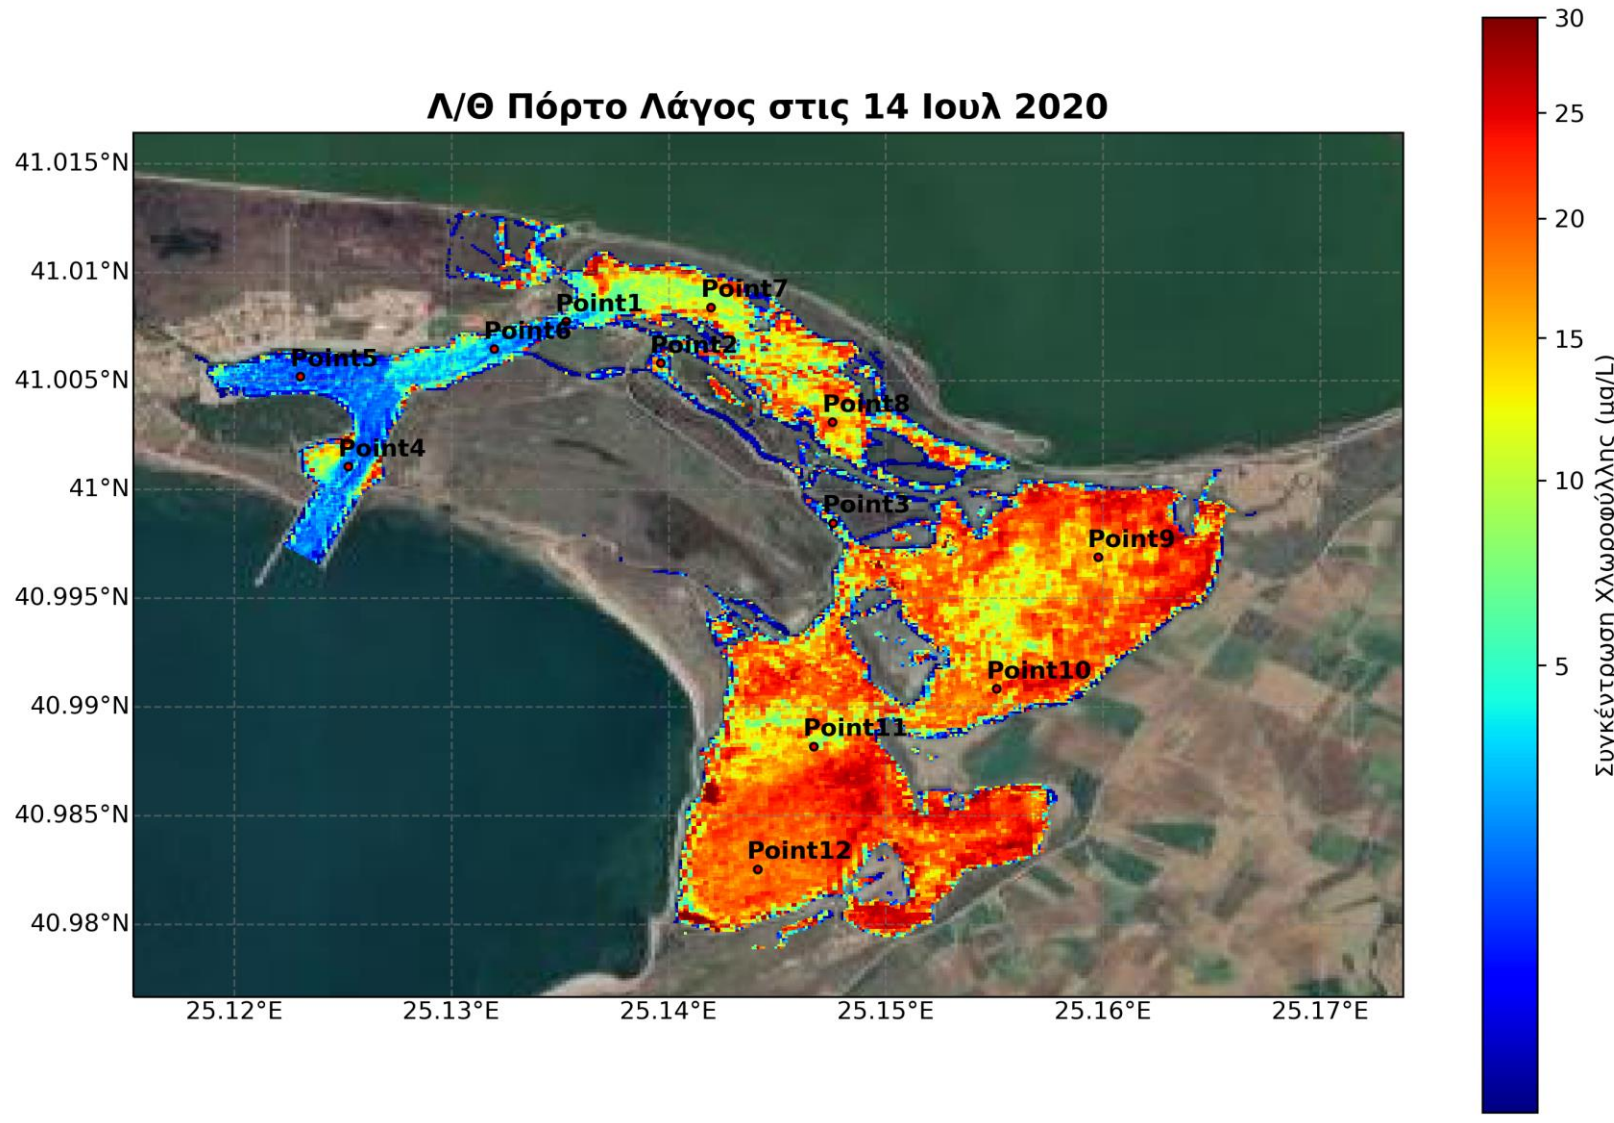 Λ/Θ Πόρτο Λάγος στις 14 Ιουλ 2020
41.015°N
41.01°N
41.005°N
41°N
40.995°N
40.99°N
40.985°N
40.98°N
25.12°E
25.13°E
25.14°E
25.15°E
25.16°E
25.17°E
Point7
Point1
Point6
Point2
Point5
Point8
Point4
Point3
Point9
Point10
Point11
Point12
30
25
20
15
10
5
Συγκέντρωση Χλωροφύλλης (μg/L)